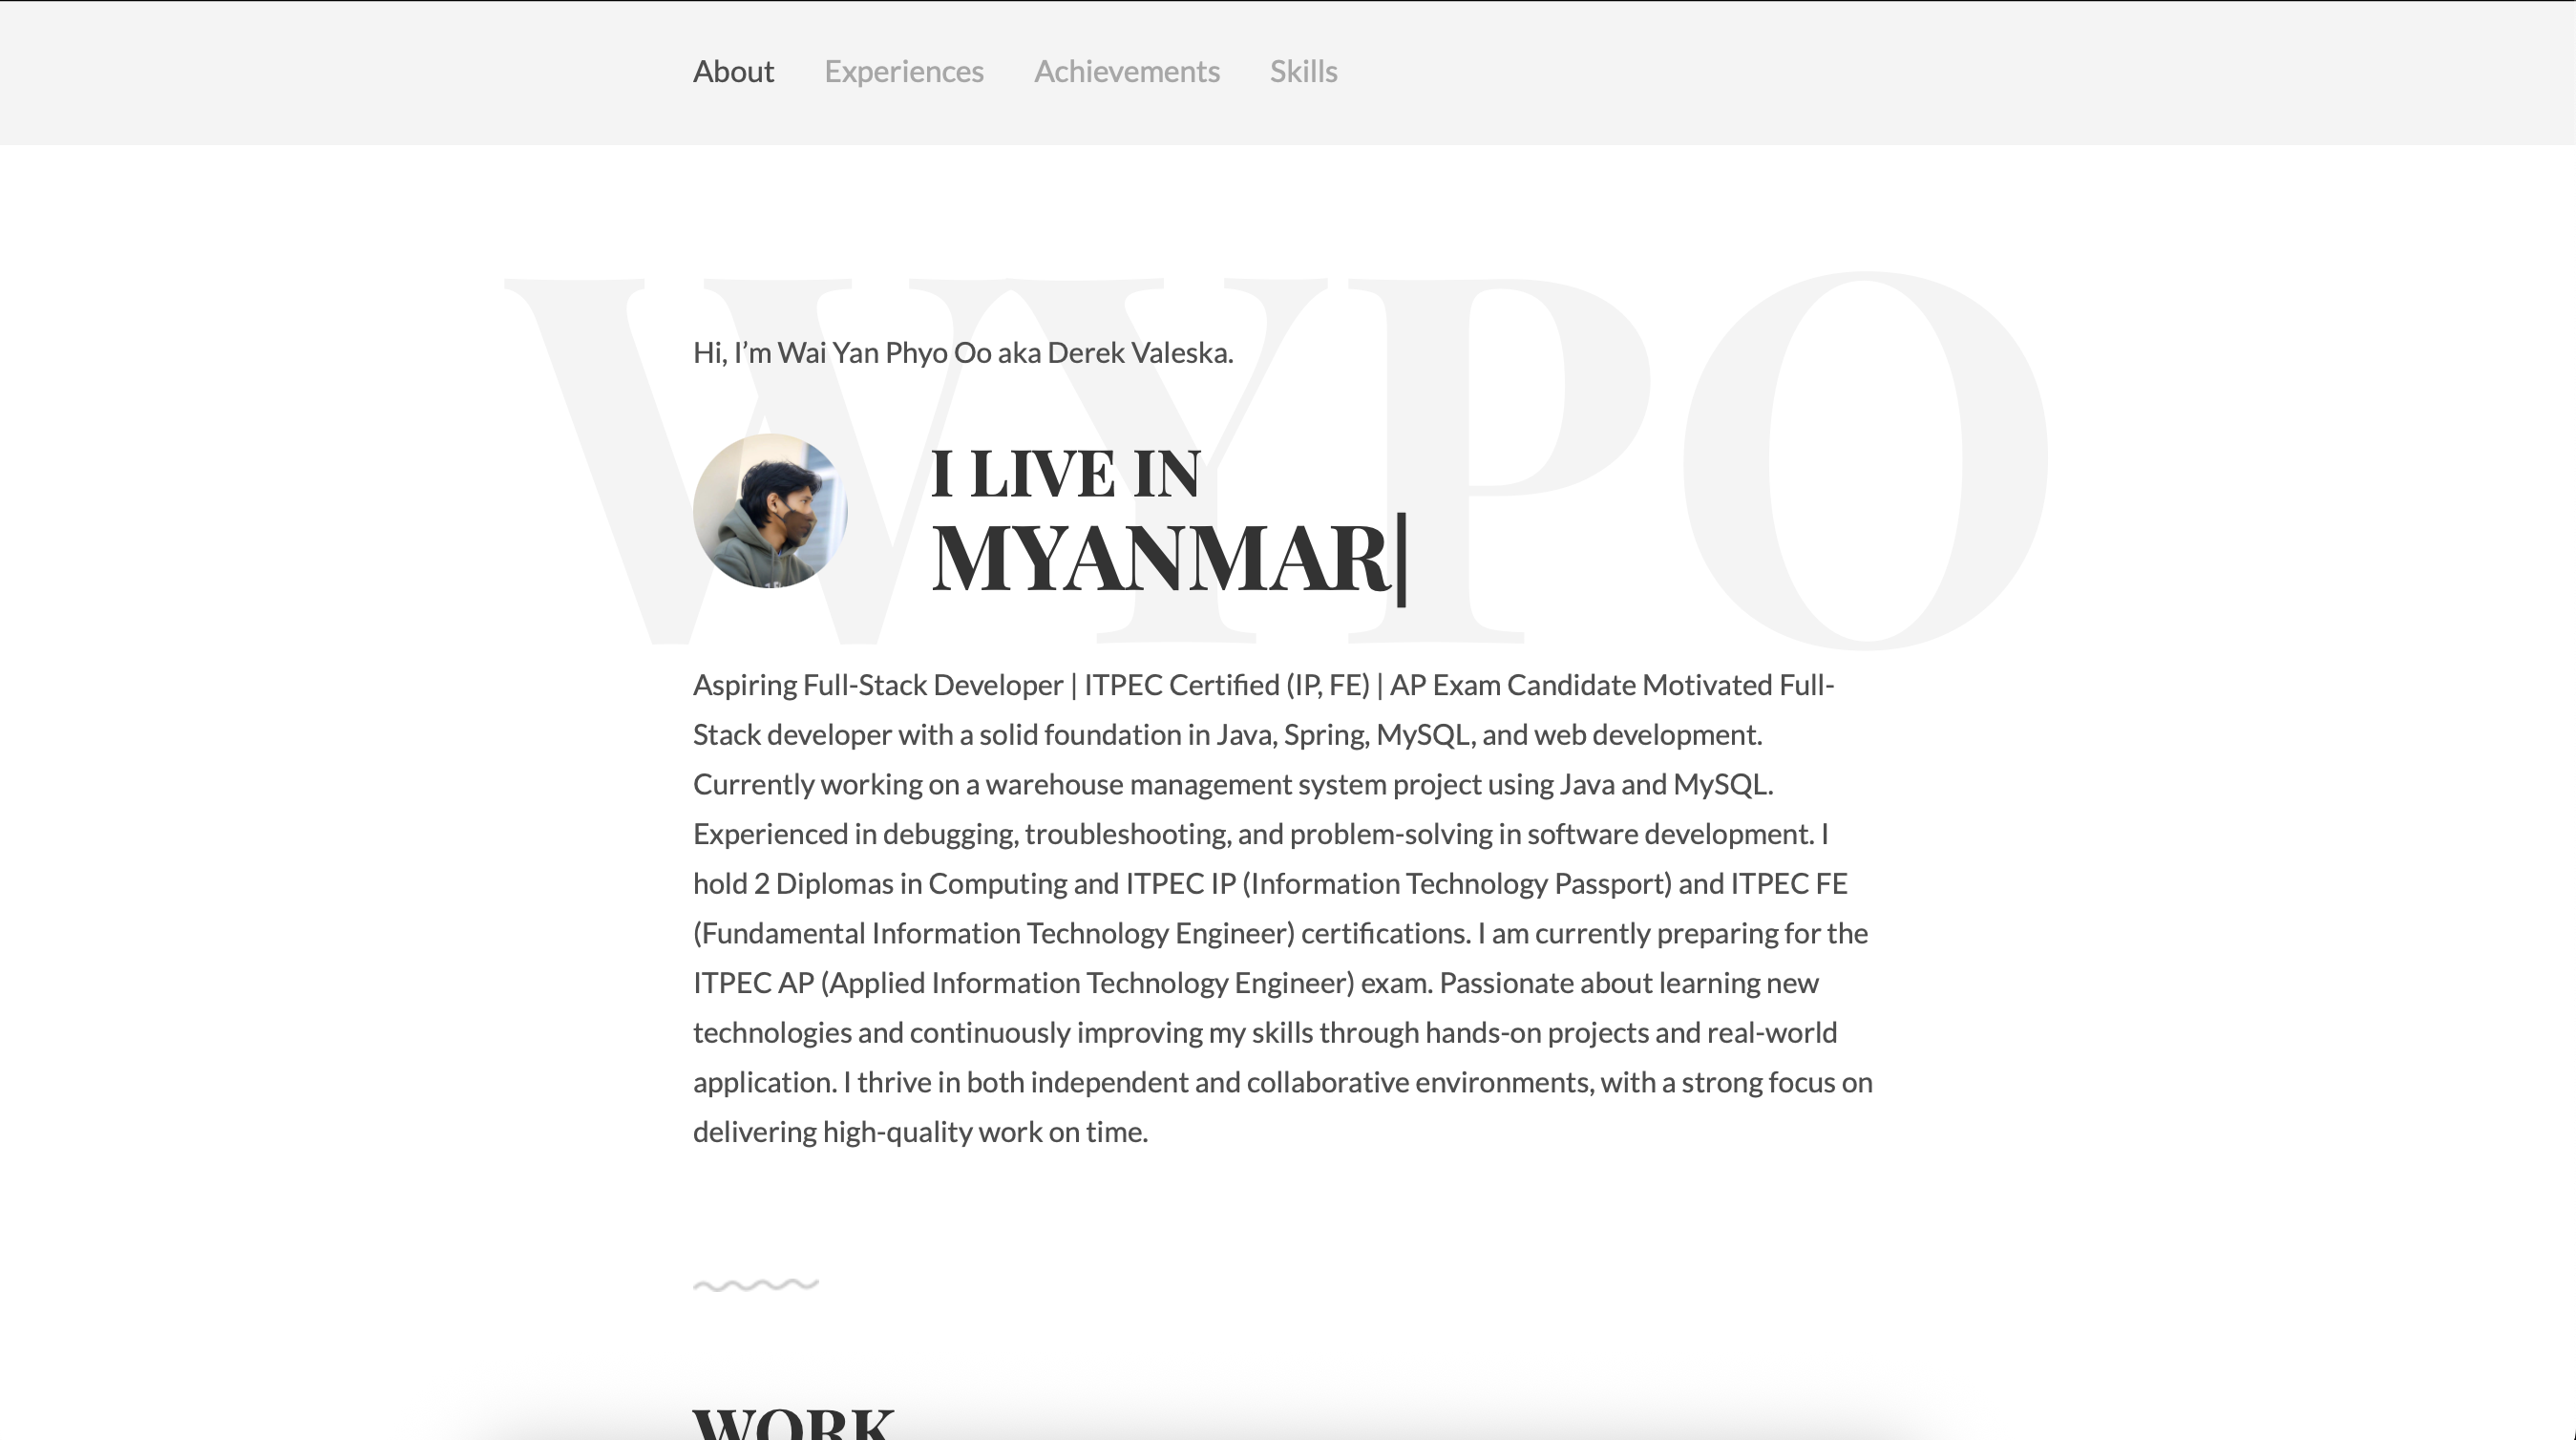 About Experiences Achievements Skills
WYPO
Hi, I’m Wai Yan Phyo Oo aka Derek Valeska.
I LIVE IN
MYANMAR|
Aspiring Full-Stack Developer | ITPEC Certified (IP, FE) | AP Exam Candidate Motivated Full-
Stack developer with a solid foundation in Java, Spring, MySQL, and web development.
Currently working on a warehouse management system project using Java and MySQL.
Experienced in debugging, troubleshooting, and problem-solving in software development. I
hold 2 Diplomas in Computing and ITPEC IP (Information Technology Passport) and ITPEC FE
(Fundamental Information Technology Engineer) certifications. I am currently preparing for the
ITPEC AP (Applied Information Technology Engineer) exam. Passionate about learning new
technologies and continuously improving my skills through hands-on projects and real-world
application. I thrive in both independent and collaborative environments, with a strong focus on
delivering high-quality work on time.
WORK